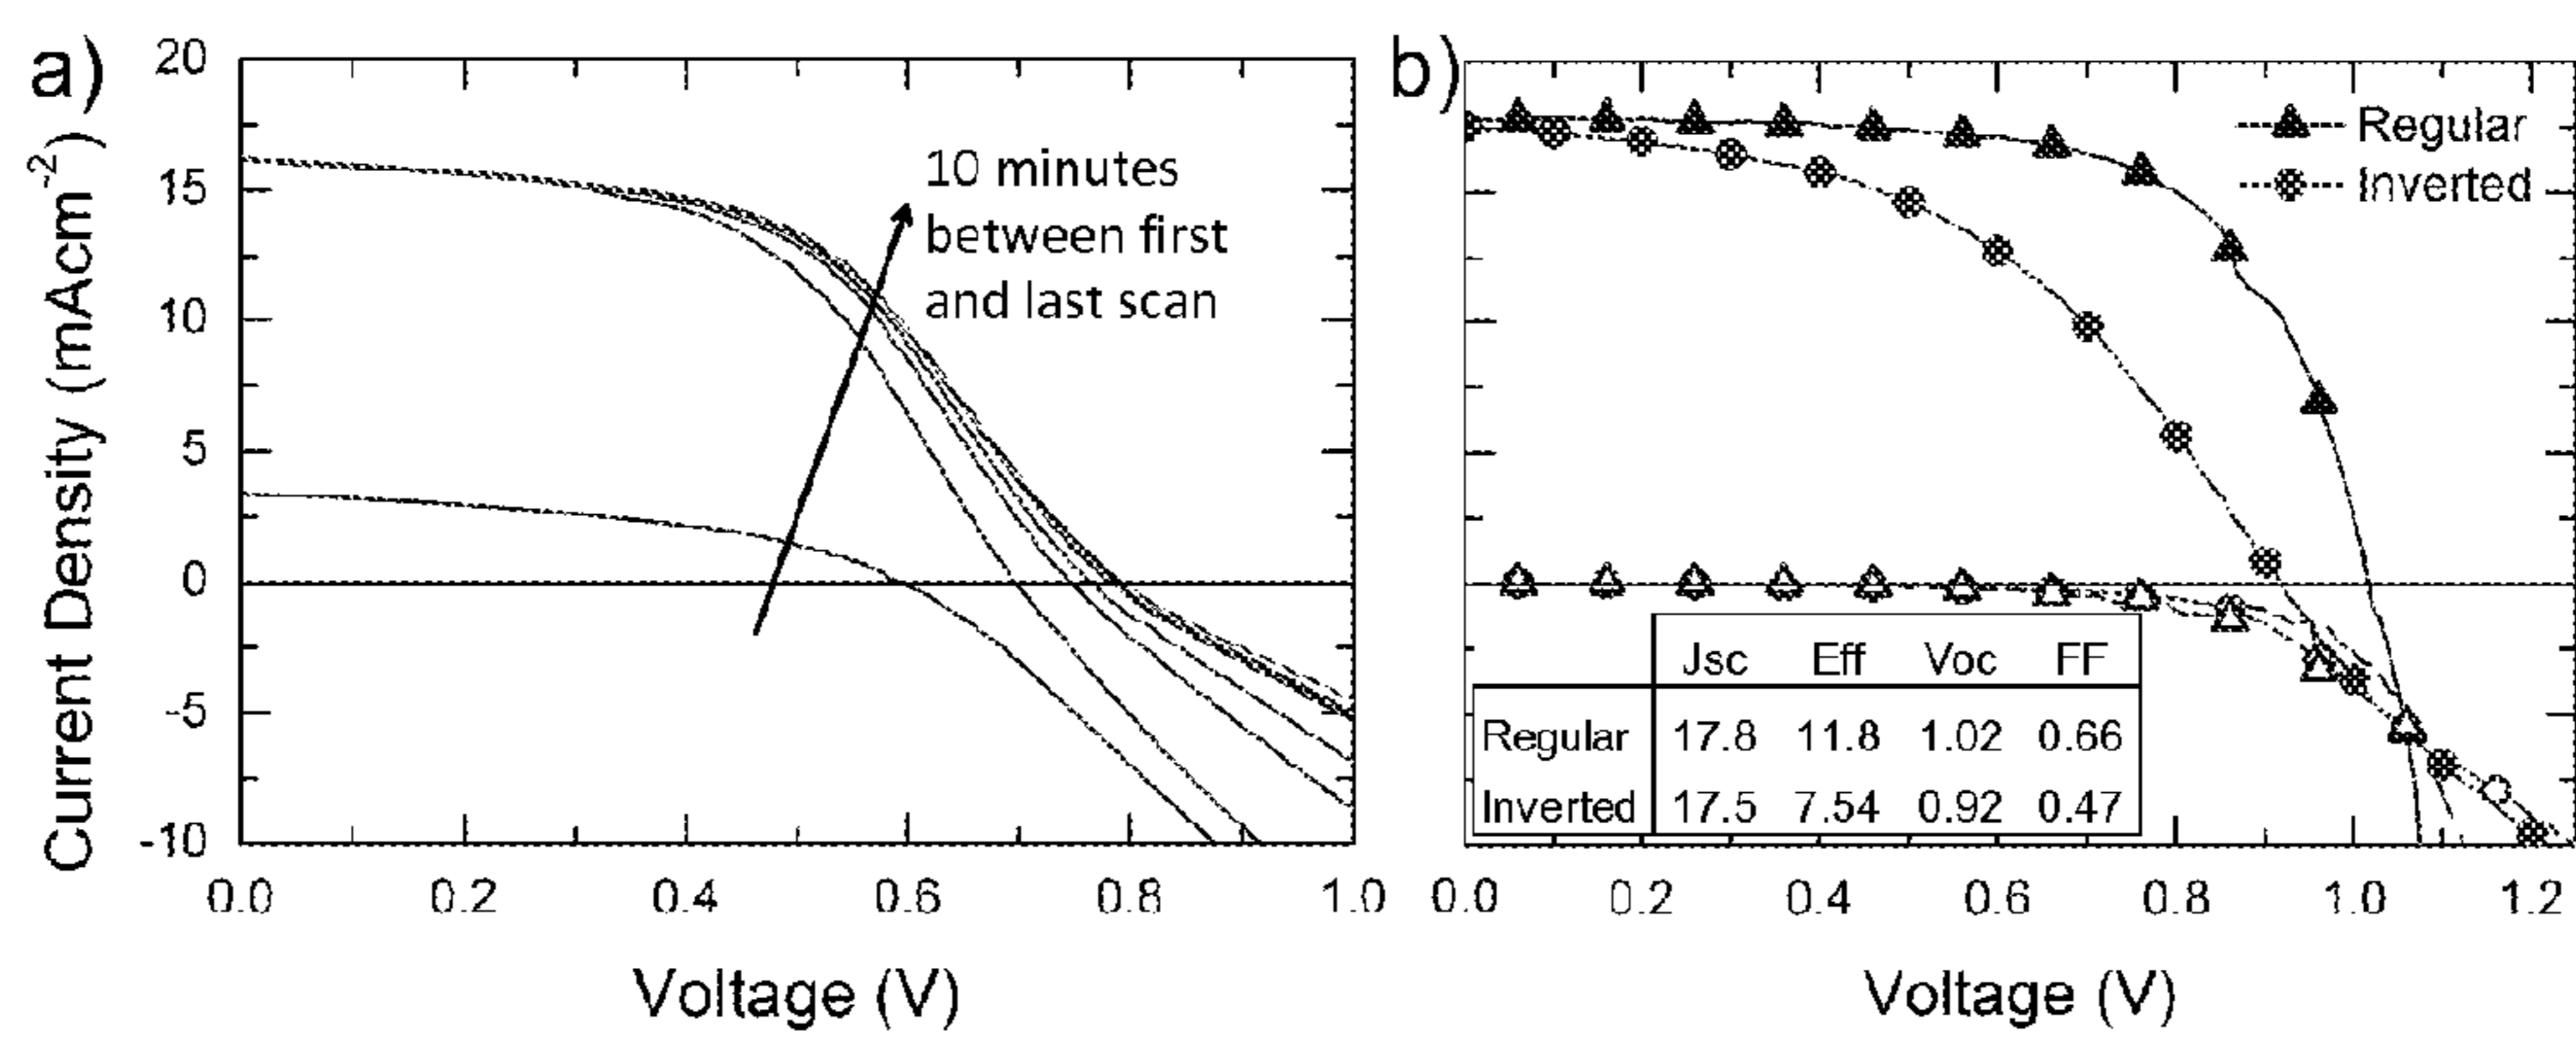 a)
20
15
10
5
0
-5
-10
Current Density (mAcm-2)
10 minutes
between first
and last scan
0.0 0.2 0.4 0.6 0.8 1.0
Voltage (V)
b)
Regular
Inverted
Jsc Eff Voc FF
Regular 17.8 11.8 1.02 0.66
Inverted 17.5 7.54 0.92 0.47
0.0 0.2 0.4 0.6 0.8 1.0 1.2
Voltage (V)